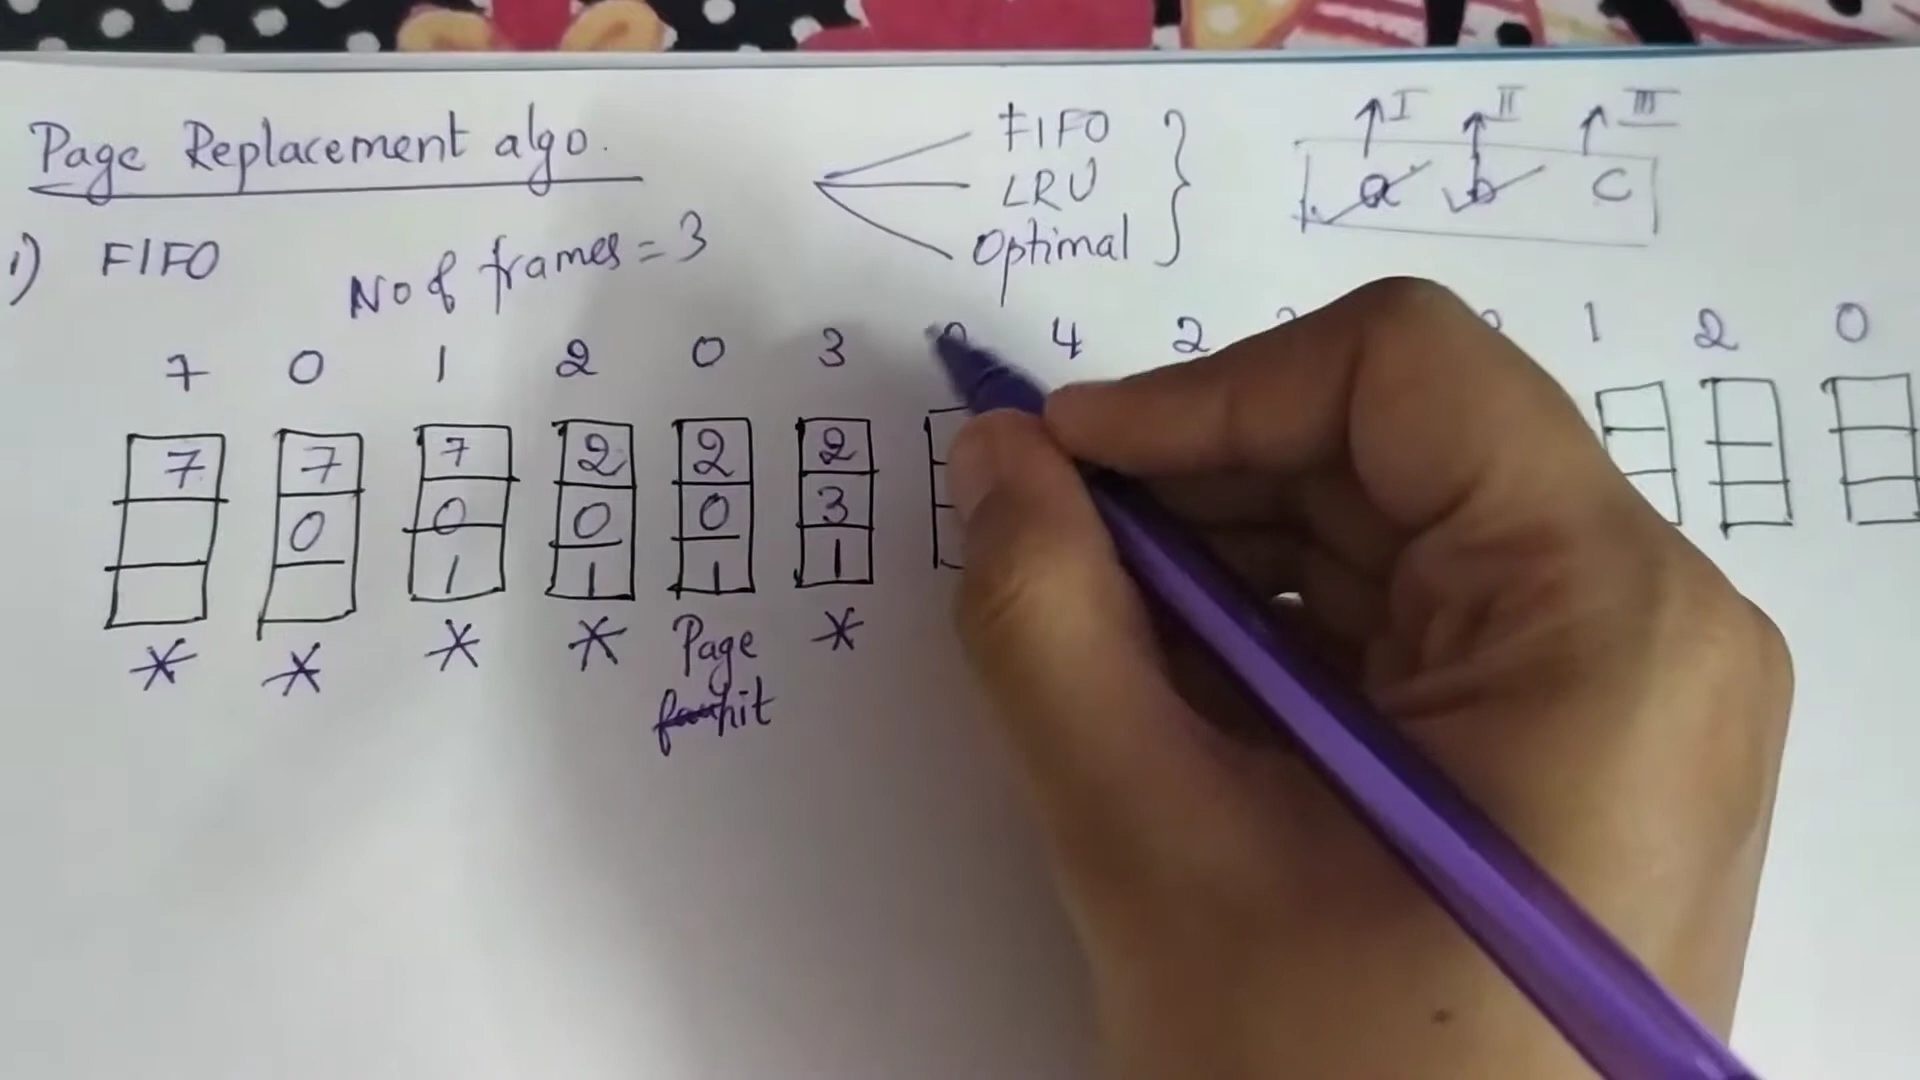 Page Replacement algo.
FIFO
LRU
Optimal
I II III
a b c
1) FIFO
No of frames = 3
7 0 1 2 0 3 4 2 1 2 0
7 7 7 2 2 2
0 0 0 0 3
1 1 1 1
* * * * Page *
hit